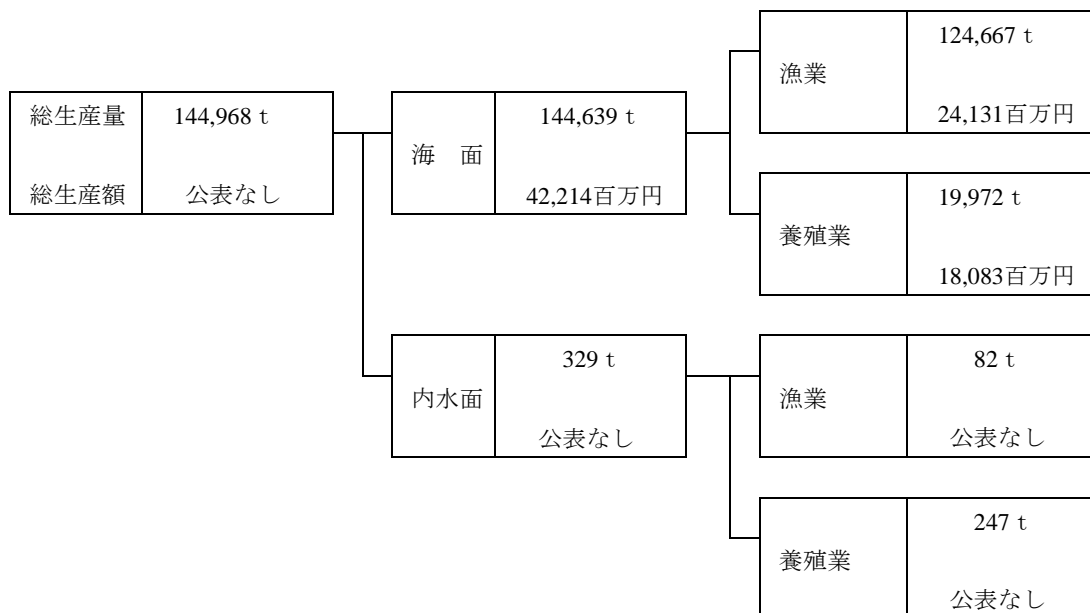 総生産量 144,968 t
総生産額 公表なし
海 面 144,639 t
42,214百万円
漁業 124,667 t
24,131百万円
養殖業 19,972 t
18,083百万円
内水面 329 t
公表なし
漁業 82 t
公表なし
養殖業 247 t
公表なし